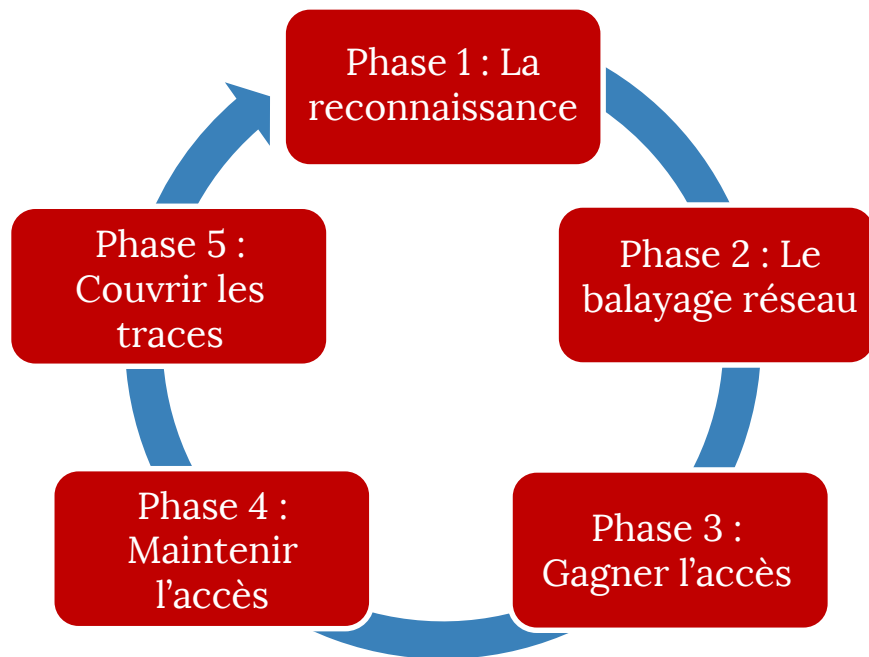 Phase 1 : La
reconnaissance
Phase 2 : Le
balayage réseau
Phase 3 :
Gagner l’accès
Phase 4 :
Maintenir
l’accès
Phase 5 :
Couvrir les
traces